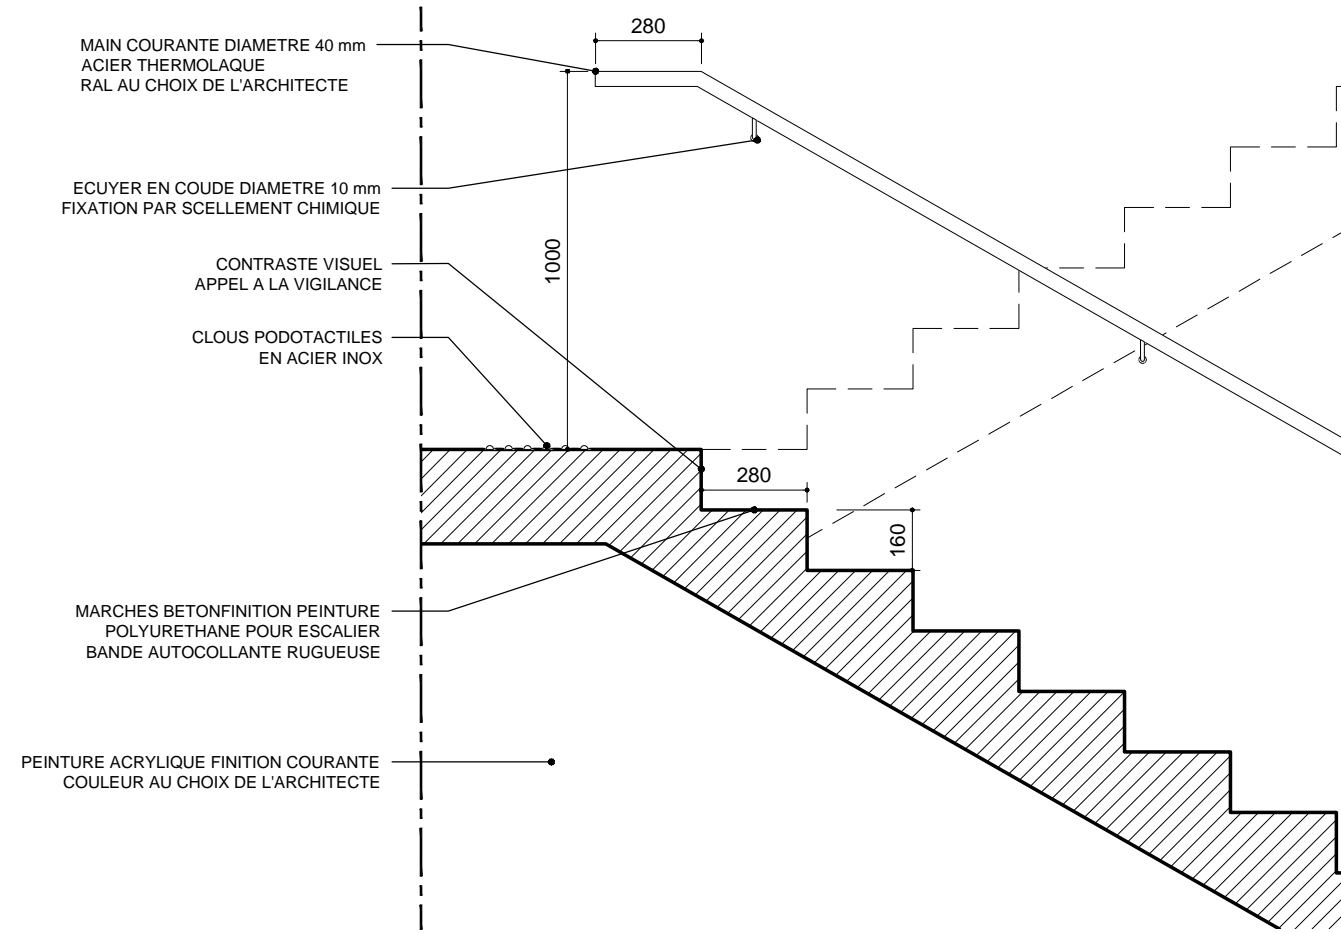 280
MAIN COURANTE DIAMETRE 40 mm
ACIER THERMOLAQUE
RAL AU CHOIX DE L'ARCHITECTE
ECUYER EN COUDE DIAMETRE 10 mm
FIXATION PAR SCELLEMENT CHIMIQUE
1000
CONTRASTE VISUEL
APPEL A LA VIGILANCE
CLOUS PODOTACTILES
EN ACIER INOX
280
160
MARCHES BETONFINITION PEINTURE
POLYURETHANE POUR ESCALIER
BANDE AUTOCOLLANTE RUGUEUSE
PEINTURE ACRYLIQUE FINITION COURANTE
COULEUR AU CHOIX DE L'ARCHITECTE